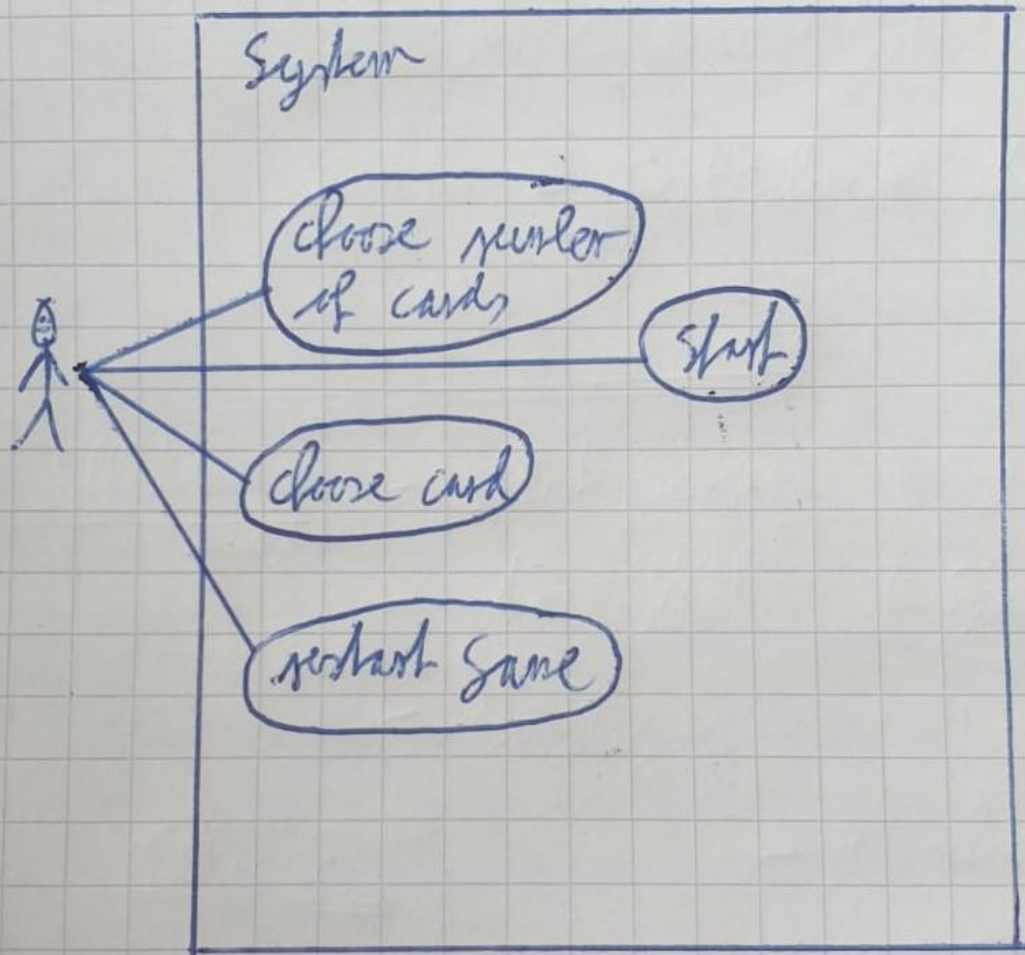 System
choose number
of cards
Start
choose card
restart game